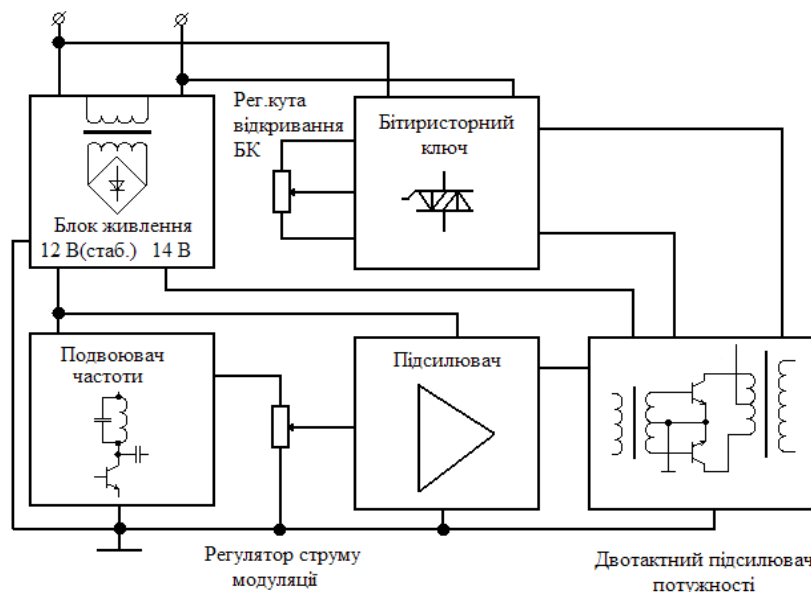 Рег.кута
відкривання
БК
Бітиристорний
ключ
Блок живлення
12 В(стаб.) 14 В
Подвоювач
частоти
Підсилювач
Регулятор струму
модуляції
Двотактний підсилювач
потужності